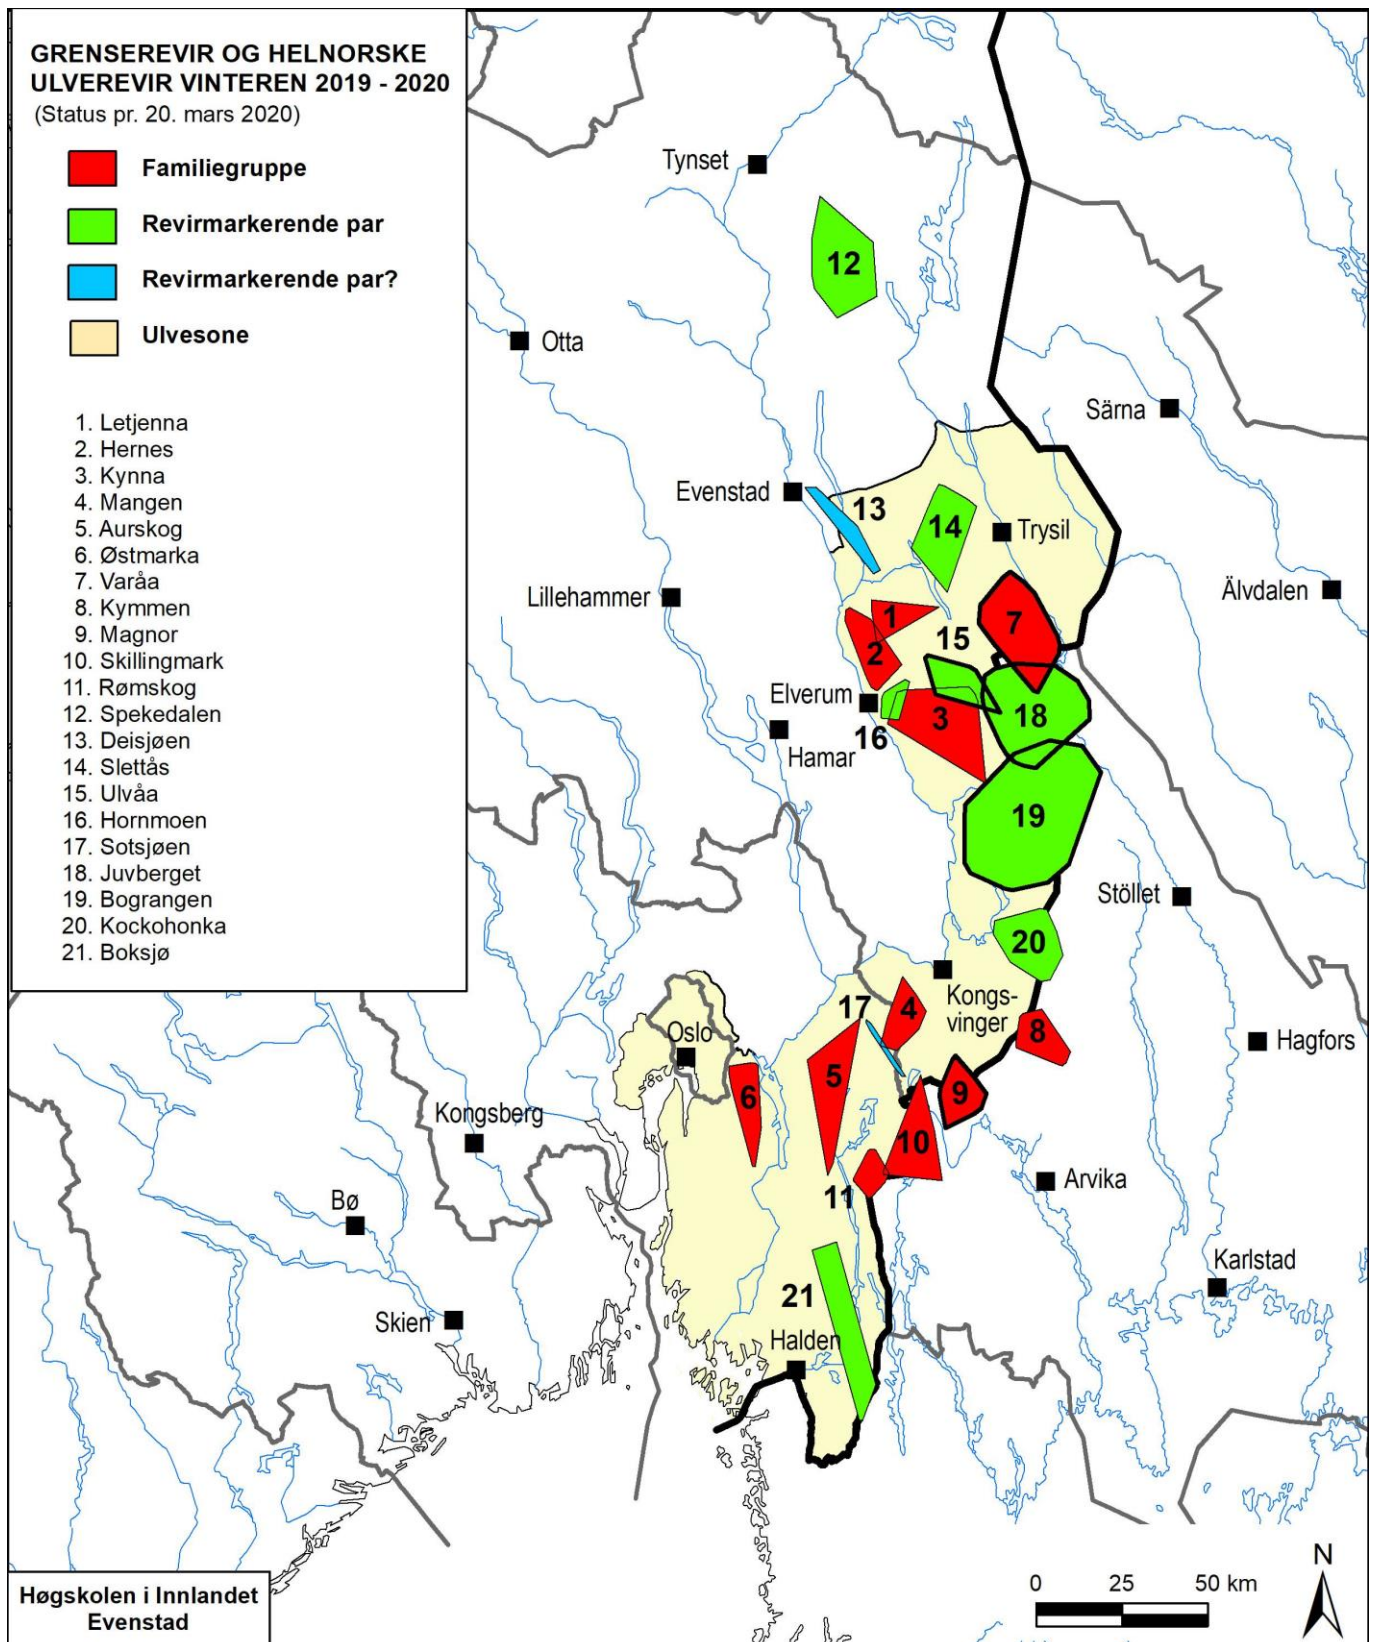 GRENSEREVIR OG HELNORSKE
ULVEREVIR VINTEREN 2019 - 2020
(Status pr. 20. mars 2020)
Familiegruppe
Revirmarkerende par
Revirmarkerende par?
Ulvesone
1. Letjenna
2. Hernes
3. Kynna
4. Mangen
5. Aurskog
6. Østmarka
7. Varåa
8. Kymmen
9. Magnor
10. Skillingmark
11. Rømskog
12. Spekedalen
13. Deisjøen
14. Slettås
15. Ulvåa
16. Hornmoen
17. Sotsjøen
18. Juvberget
19. Bograngen
20. Kockohonka
21. Boksjø
Tynset
12
Otta
Särna
Evenstad
13
14
Trysil
Älvdalen
Lillehammer
1
7
15
2
Elverum
18
3
16
Hamar
19
Stöllet
20
Kongs-
vinger
17
4
Oslo
8
Hagfors
5
6
9
Kongsberg
10
Arvika
11
Bø
Karlstad
21
Skien
Halden
N
0 25 50 km
Høgskolen i Innlandet
Evenstad